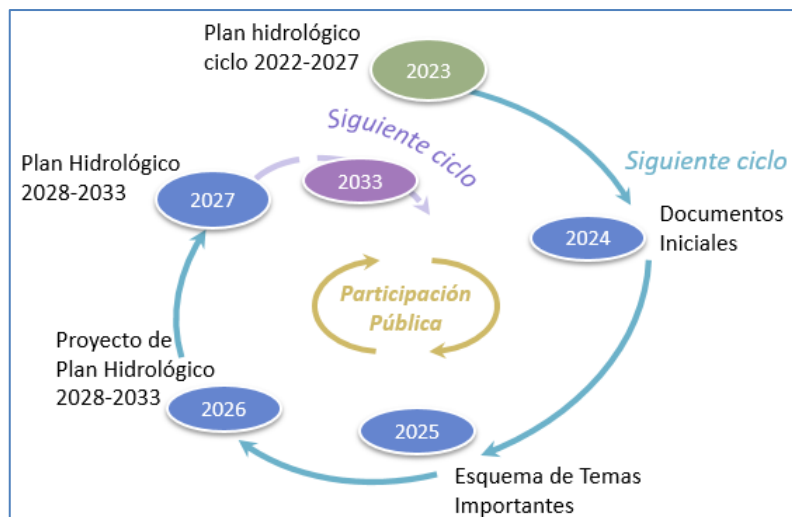 Plan hidrológico
ciclo 2022-2027
2023
Siguiente ciclo
2024
Documentos
Iniciales
2025
Esquema de Temas
Importantes
2026
Proyecto de
Plan Hidrológico
2028-2033
2027
Plan Hidrológico
2028-2033
Siguiente ciclo
2033
Participación
Pública